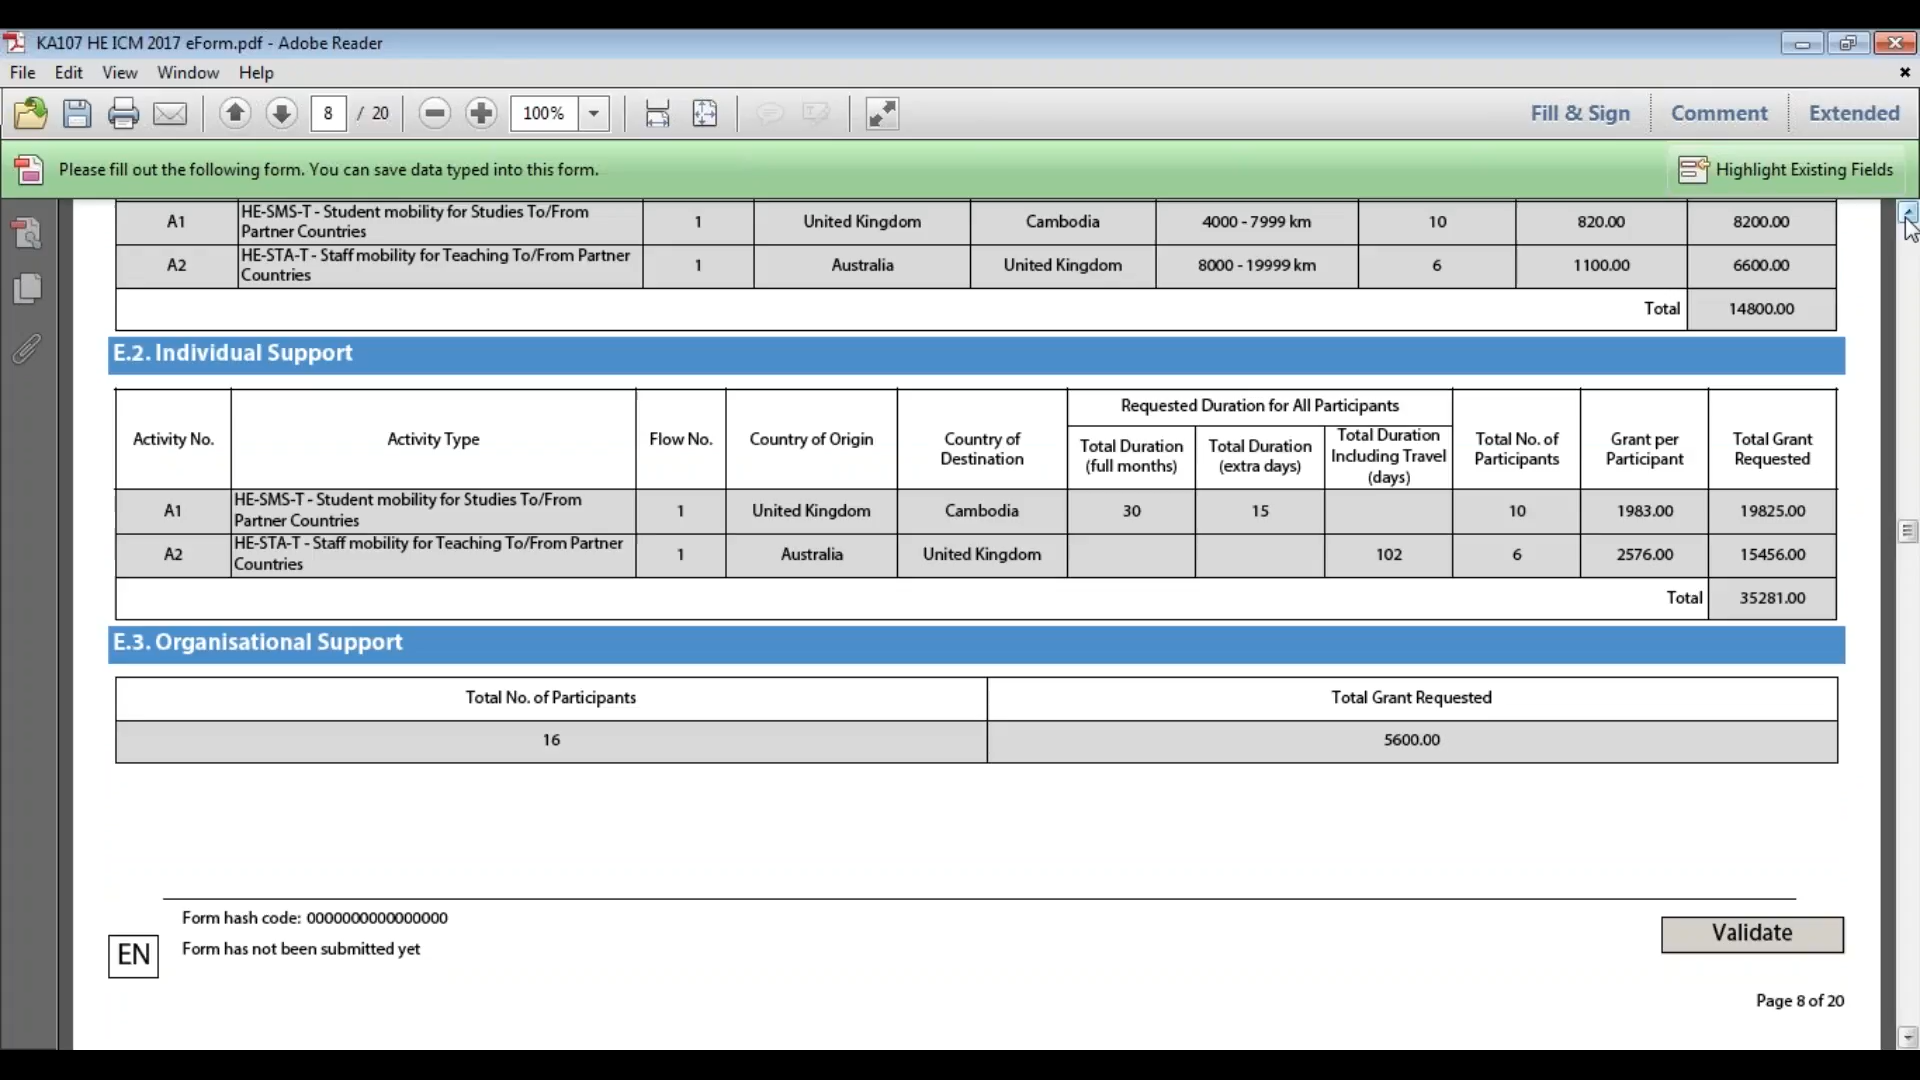 KA107 HE ICM 2017 eForm.pdf - Adobe Reader
File Edit View Window Help
8 / 20 100% Fill & Sign Comment Extended
Please fill out the following form. You can save data typed into this form. Highlight Existing Fields
A1 HE-SMS-T - Student mobility for Studies To/From Partner Countries 1 United Kingdom Cambodia 4000 - 7999 km 10 820.00 8200.00
A2 HE-STA-T - Staff mobility for Teaching To/From Partner Countries 1 Australia United Kingdom 8000 - 19999 km 6 1100.00 6600.00
Total 14800.00
E.2. Individual Support
Requested Duration for All Participants
Activity No. Activity Type Flow No. Country of Origin Country of Destination Total Duration (full months) Total Duration (extra days) Total Duration Including Travel (days) Total No. of Participants Grant per Participant Total Grant Requested
A1 HE-SMS-T - Student mobility for Studies To/From Partner Countries 1 United Kingdom Cambodia 30 15 10 1983.00 19825.00
A2 HE-STA-T - Staff mobility for Teaching To/From Partner Countries 1 Australia United Kingdom 102 6 2576.00 15456.00
Total 35281.00
E.3. Organisational Support
Total No. of Participants Total Grant Requested
16 5600.00
Form hash code: 0000000000000000
Validate
EN Form has not been submitted yet
Page 8 of 20